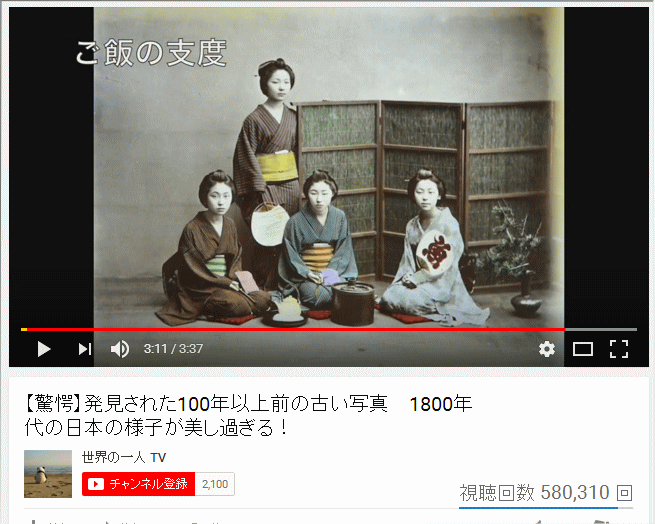 ご飯の支度
3:11 / 3:37
【驚愕】発見された100年以上前の古い写真　1800年
代の日本の様子が美し過ぎる！
世界の一人 TV
チャンネル登録 2,100
視聴回数 580,310 回